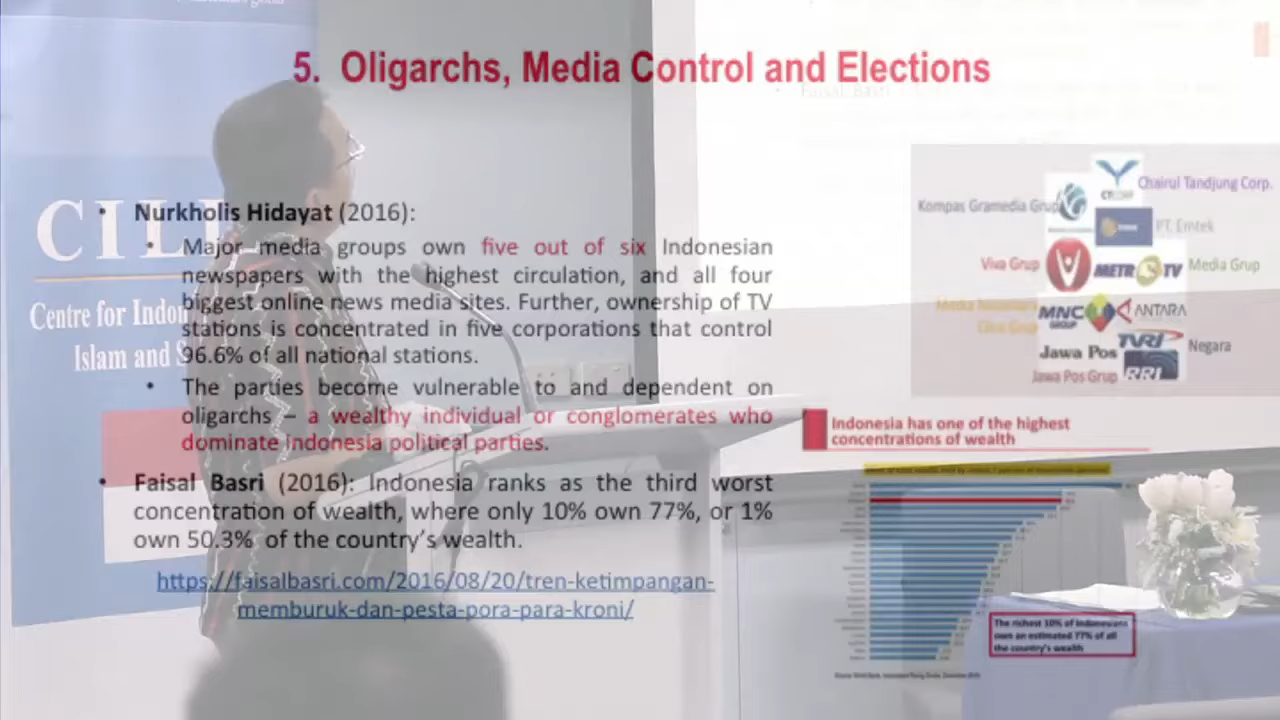 5. Oligarchs, Media Control and Elections
CILI
Centre for Indon
Islam and S
• Nurkholis Hidayat (2016):
• Major media groups own five out of six Indonesian
newspapers with the highest circulation, and all four
biggest online news media sites. Further, ownership of TV
stations is concentrated in five corporations that control
96.6% of all national stations.
• The parties become vulnerable to and dependent on
oligarchs – a wealthy individual or conglomerates who
dominate Indonesia political parties.
• Faisal Basri (2016): Indonesia ranks as the third worst
concentration of wealth, where only 10% own 77%, or 1%
own 50.3% of the country's wealth.
https://faisalbasri.com/2016/08/20/tren-ketimpangan-
memburuk-dan-pesta-pora-para-kroni/
Chairul Tandjung Corp.
CTCORP
Kompas Gramedia Grup
PT. Emtek
Viva Grup
METRO TV
Media Grup
MNC
GROUP
ANTARA
TVRI
Negara
Jawa Pos
RRI
Jawa Pos Grup
Indonesia has one of the highest
concentrations of wealth
The richest 10% of Indonesians
own an estimated 77% of all
the country's wealth